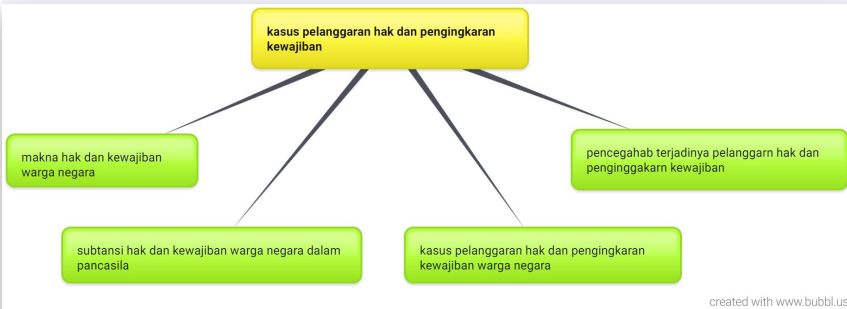 kasus pelanggaran hak dan pengingkaran
kewajiban
makna hak dan kewajiban
warga negara
pencegahab terjadinya pelanggarn hak dan
penginggakarn kewajiban
subtansi hak dan kewajiban warga negara dalam
pancasila
kasus pelanggaran hak dan pengingkaran
kewajiban warga negara
created with www.bubbl.us